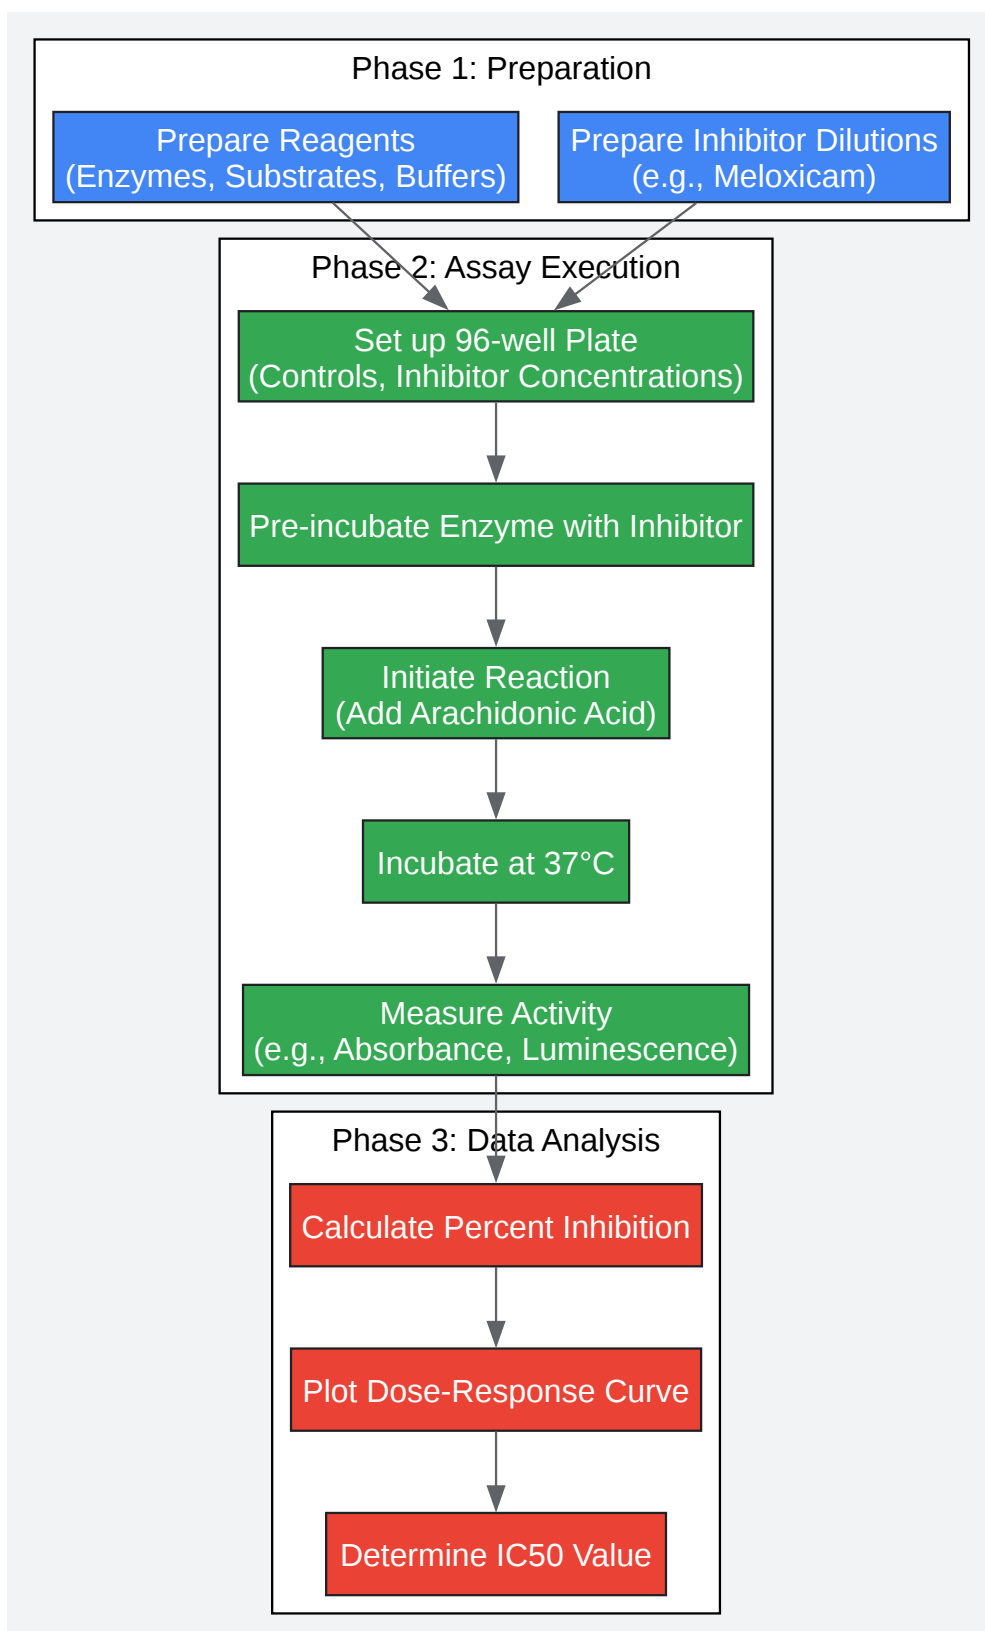 Phase 1: Preparation
Prepare Reagents
(Enzymes, Substrates, Buffers)
Prepare Inhibitor Dilutions
(e.g., Meloxicam)
Phase 2: Assay Execution
Set up 96-well Plate
(Controls, Inhibitor Concentrations)
Pre-incubate Enzyme with Inhibitor
Initiate Reaction
(Add Arachidonic Acid)
Incubate at 37°C
Measure Activity
(e.g., Absorbance, Luminescence)
Phase 3: Data Analysis
Calculate Percent Inhibition
Plot Dose-Response Curve
Determine IC50 Value